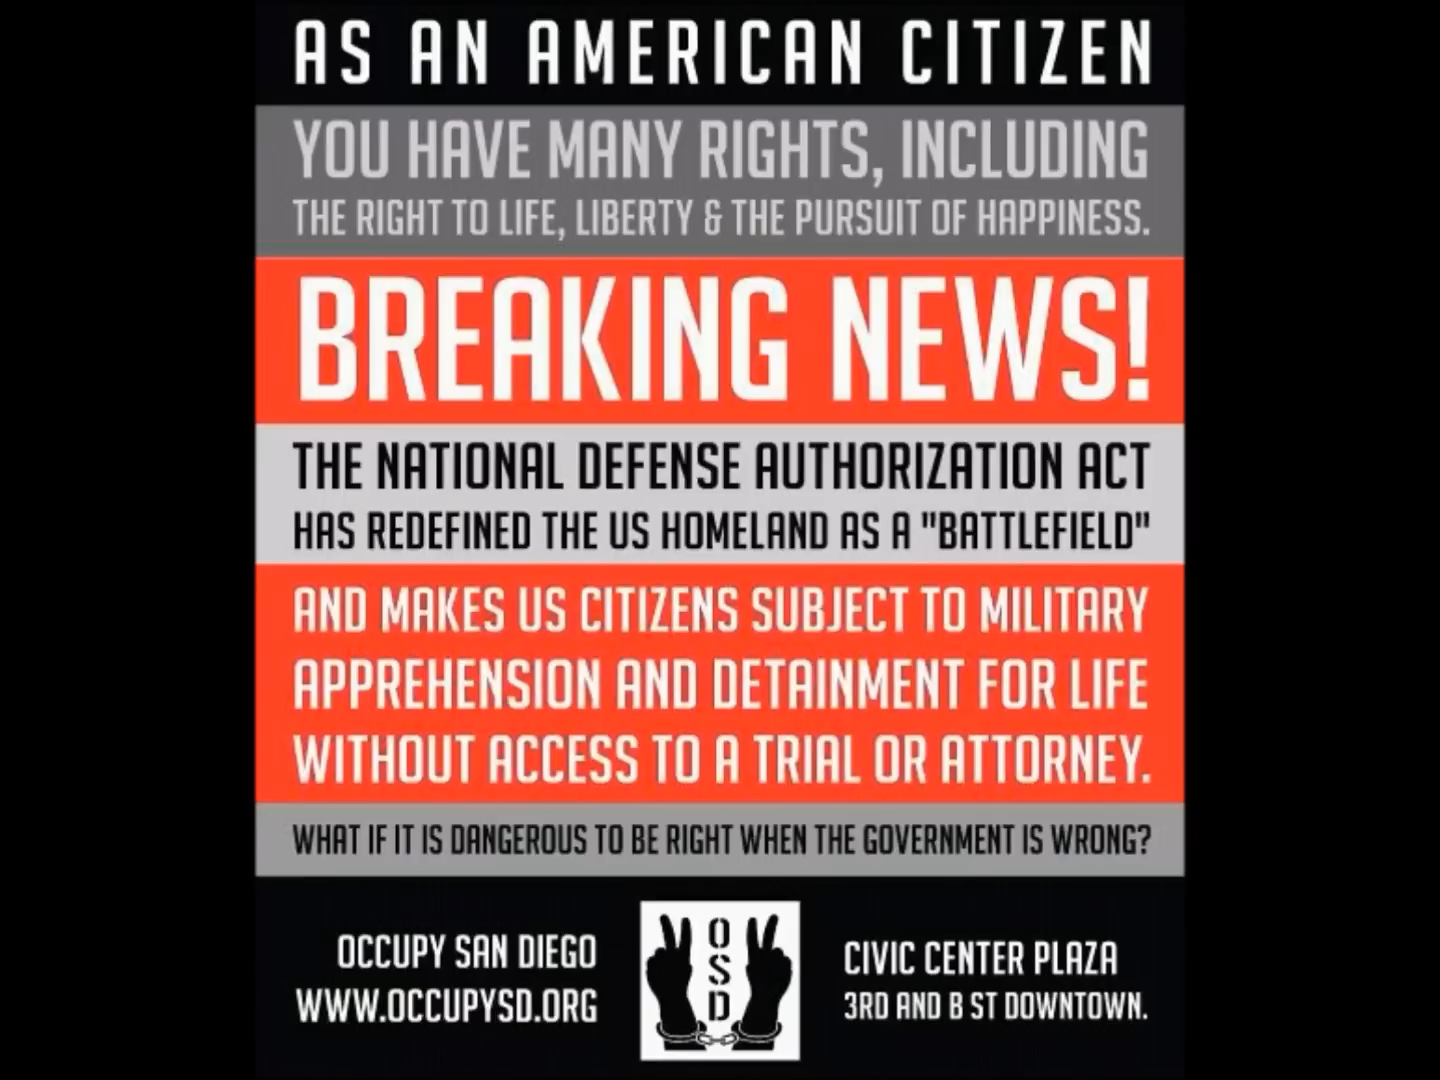 AS AN AMERICAN CITIZEN
YOU HAVE MANY RIGHTS, INCLUDING
THE RIGHT TO LIFE, LIBERTY & THE PURSUIT OF HAPPINESS.
BREAKING NEWS!
THE NATIONAL DEFENSE AUTHORIZATION ACT
HAS REDEFINED THE US HOMELAND AS A "BATTLEFIELD"
AND MAKES US CITIZENS SUBJECT TO MILITARY
APPREHENSION AND DETAINMENT FOR LIFE
WITHOUT ACCESS TO A TRIAL OR ATTORNEY.
WHAT IF IT IS DANGEROUS TO BE RIGHT WHEN THE GOVERNMENT IS WRONG?
OCCUPY SAN DIEGO
WWW.OCCUPYSD.ORG
O
S
D
CIVIC CENTER PLAZA
3RD AND B ST DOWNTOWN.